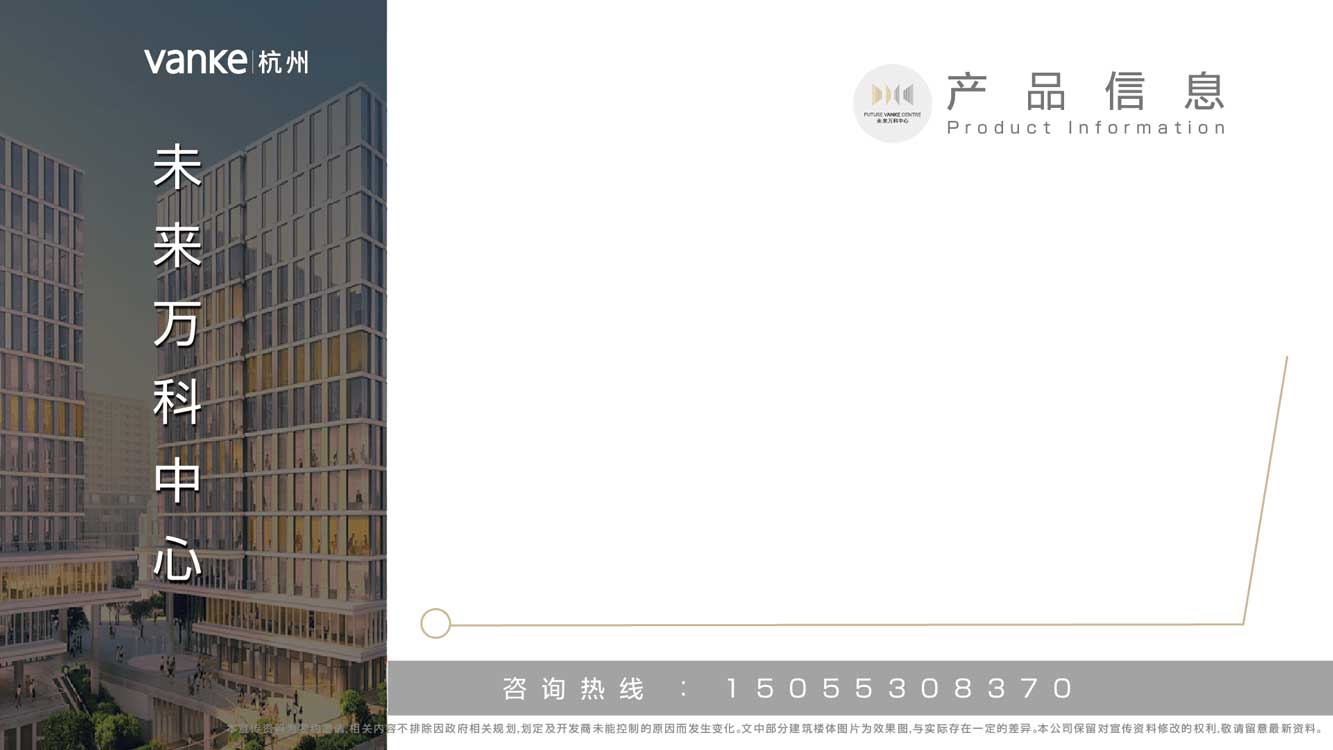 vanke 杭州
未来万科中心
FUTURE VANKE CENTRE
未来万科中心
产品信息
Product Information
咨询热线 : 15055308370
本宣传资料为要约邀请,相关内容不排除因政府相关规划,划定及开发商未能控制的原因而发生变化。文中部分建筑楼体图片为效果图,与实际存在一定的差异。本公司保留对宣传资料修改的权利,敬请留意最新资料。